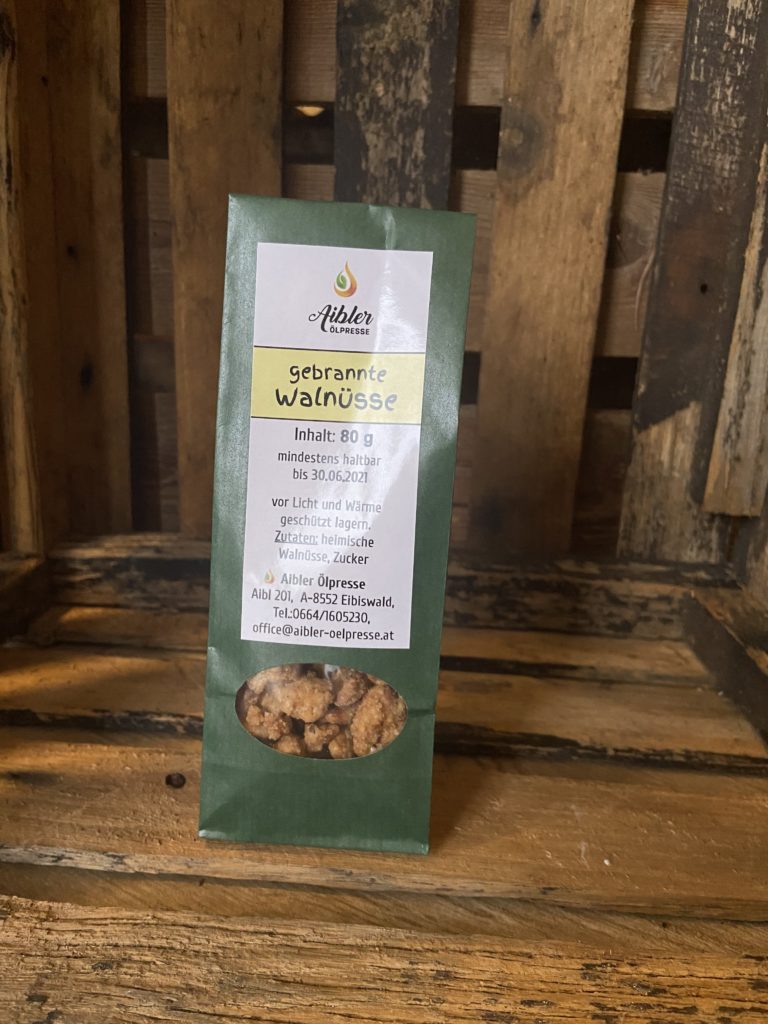 Aibler
ÖLPRESSE
gebrannte
Walnüsse
Inhalt: 80 g
mindestens haltbar
bis 30.06.2021
vor Licht und Wärme
geschützt lagern.
Zutaten: heimische
Walnüsse, Zucker
Aibler Ölpresse
Aibl 201, A-8552 Eibiswald,
Tel.:0664/1605230,
office@aibler-oelpresse.at